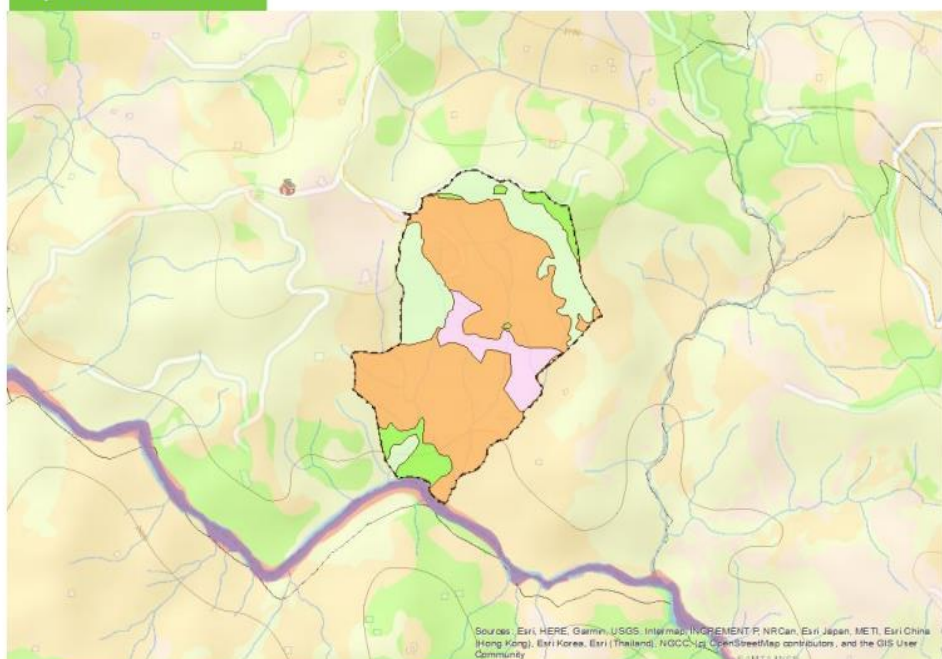 Sources: Esri, HERE, Garmin, USGS, Intermap, INCREMENT P, NRCan, Esri Japan, METI, Esri China
(Hong Kong), Esri Korea, Esri (Thailand), NGCC, (c) OpenStreetMap contributors, and the GIS User
Community